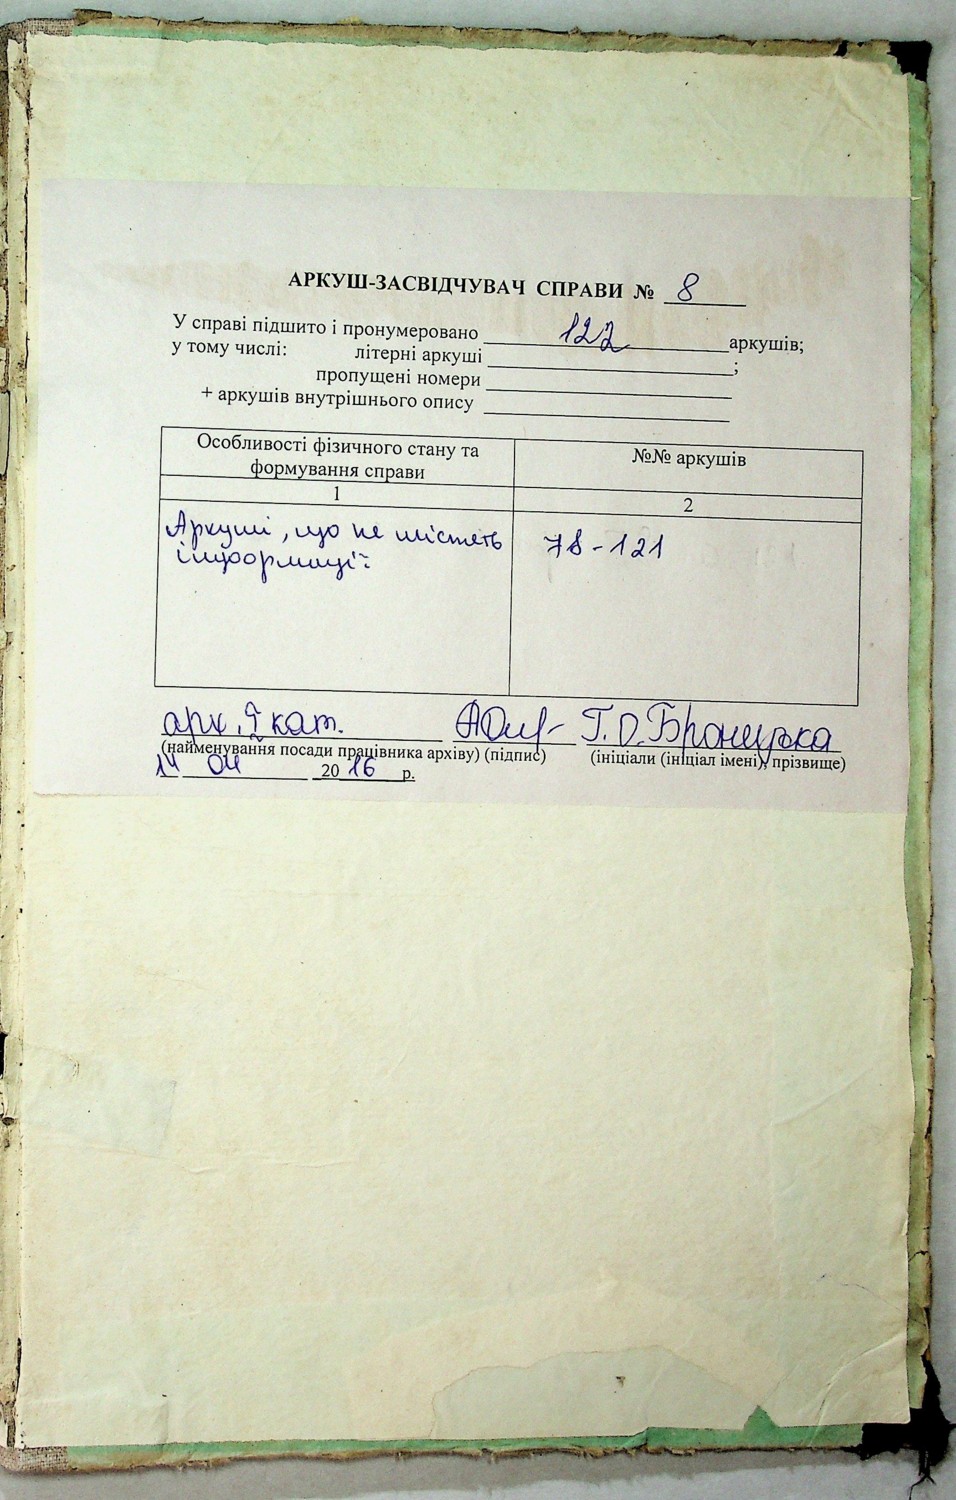 АРКУШ-ЗАСВІДЧУВАЧ СПРАВИ № 8
У справі підшито і пронумеровано 122 аркушів;
у тому числі: літерні аркуші ;
пропущені номери
+ аркушів внутрішнього опису
Особливості фізичного стану та формування справи
№№ аркушів
1
2
Аркуші, що не містять
інформації:
78-121
арк. кат. Г.О. Броницька
(найменування посади працівника архіву) (підпис) (ініціали (ініціал імені), прізвище)
14 04 2016 р.